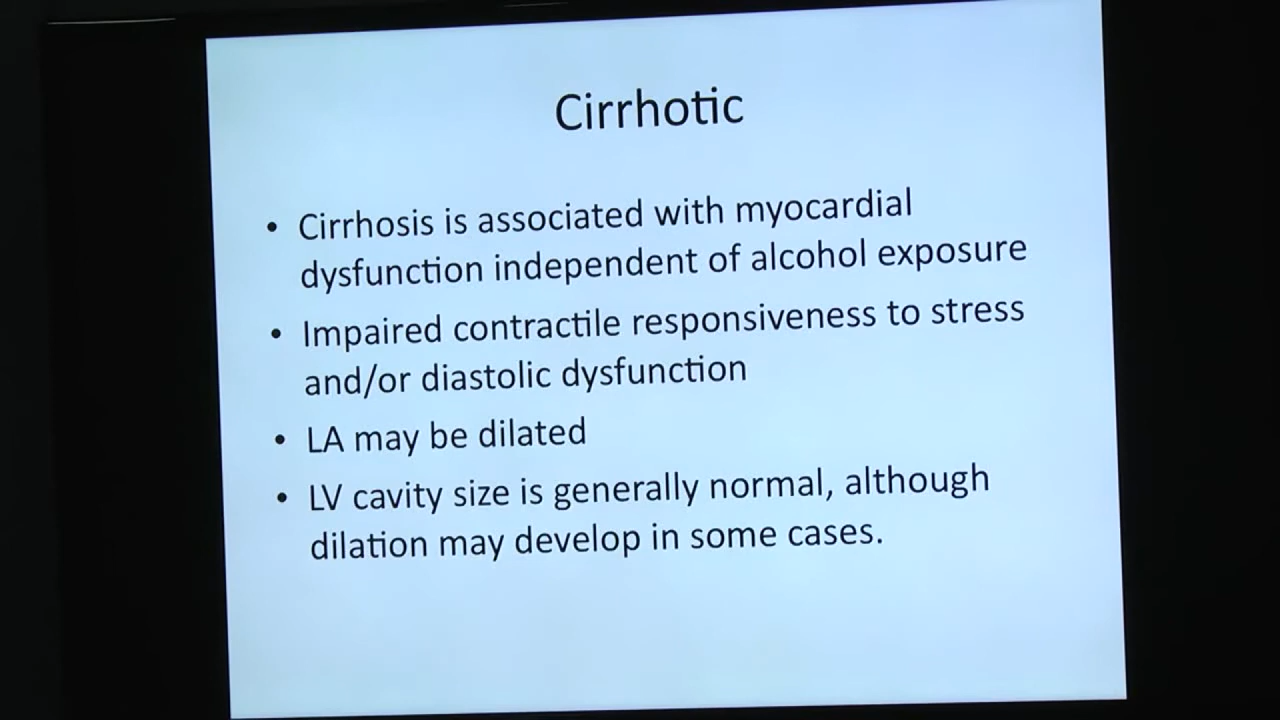 Cirrhotic
• Cirrhosis is associated with myocardial
dysfunction independent of alcohol exposure
• Impaired contractile responsiveness to stress
and/or diastolic dysfunction
• LA may be dilated
• LV cavity size is generally normal, although
dilation may develop in some cases.